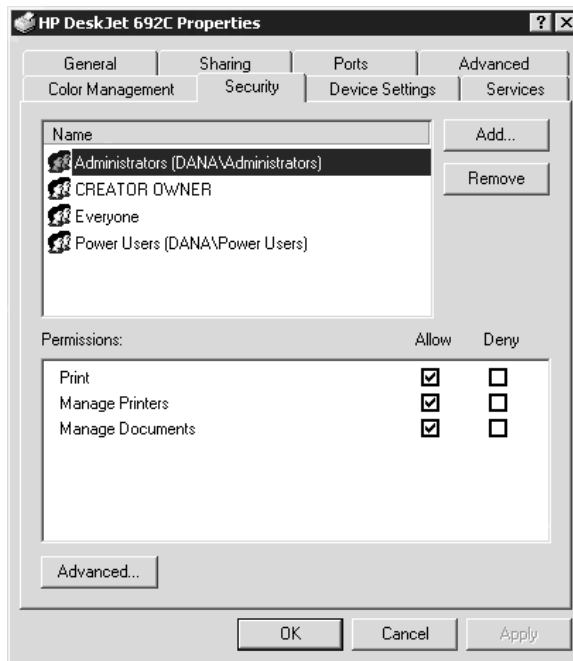 HP DeskJet 692C Properties
General Sharing Ports Advanced
Color Management Security Device Settings Services
Name
Add...
Administrators (DANA\Administrators)
Remove
CREATOR OWNER
Everyone
Power Users (DANA\Power Users)
Permissions: Allow Deny
Print
Manage Printers
Manage Documents
Advanced...
OK Cancel Apply